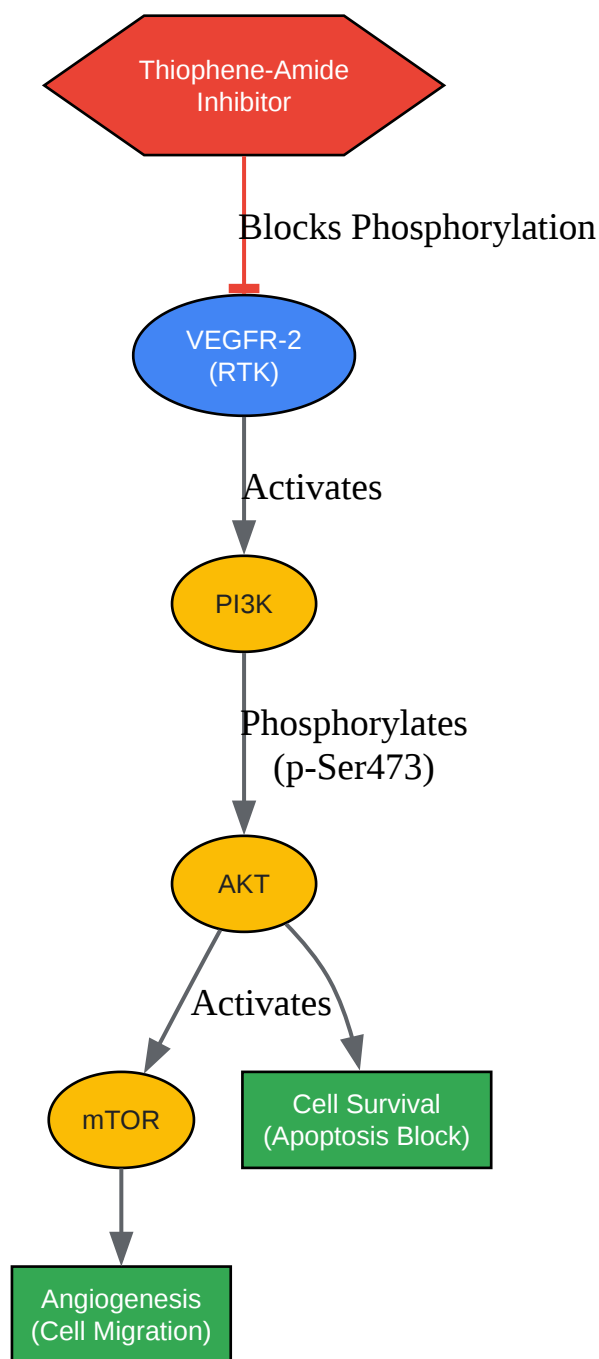 Thiophene-Amide
Inhibitor
Blocks Phosphorylation
VEGFR-2
(RTK)
Activates
PI3K
Phosphorylates
(p-Ser473)
AKT
Activates
mTOR
Cell Survival
(Apoptosis Block)
Angiogenesis
(Cell Migration)